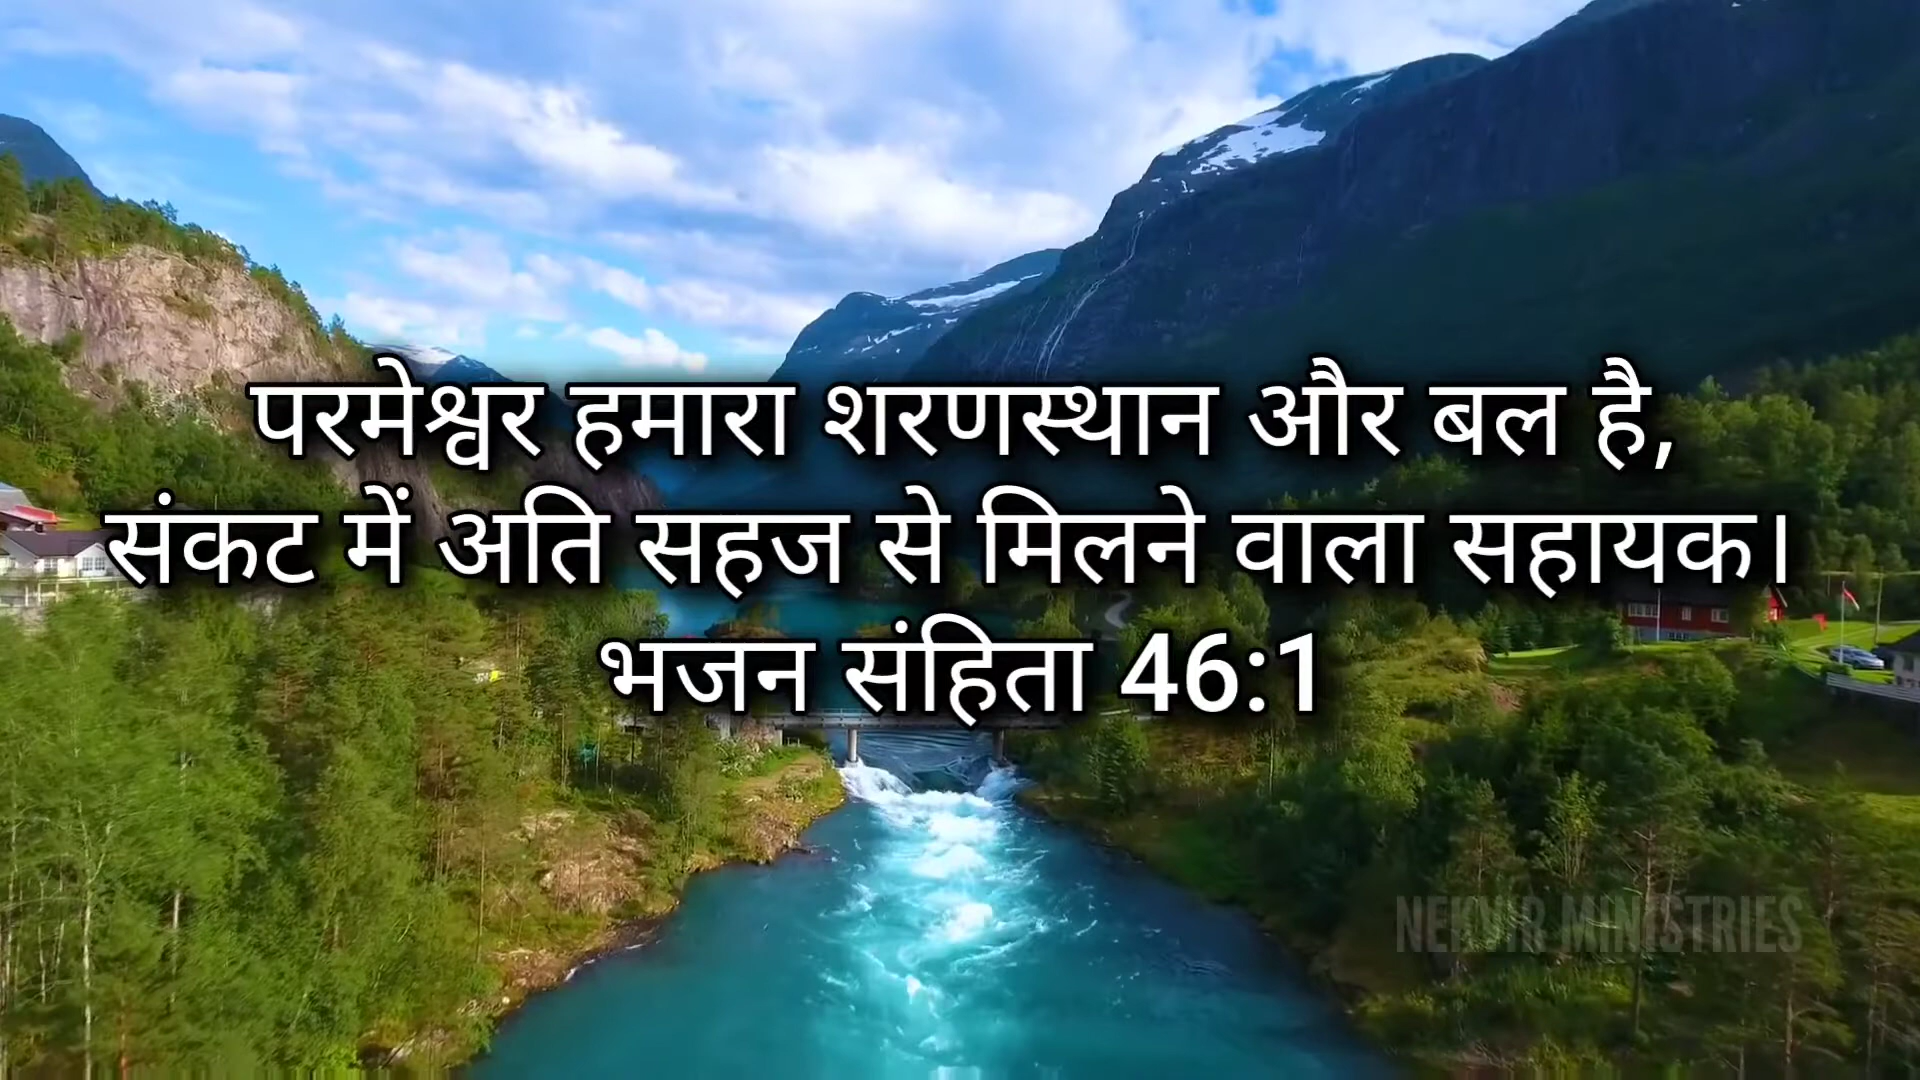 परमेश्वर हमारा शरणस्थान और बल है,
संकट में अति सहज से मिलने वाला सहायक।
भजन संहिता 46:1
NEKVIR MINISTRIES